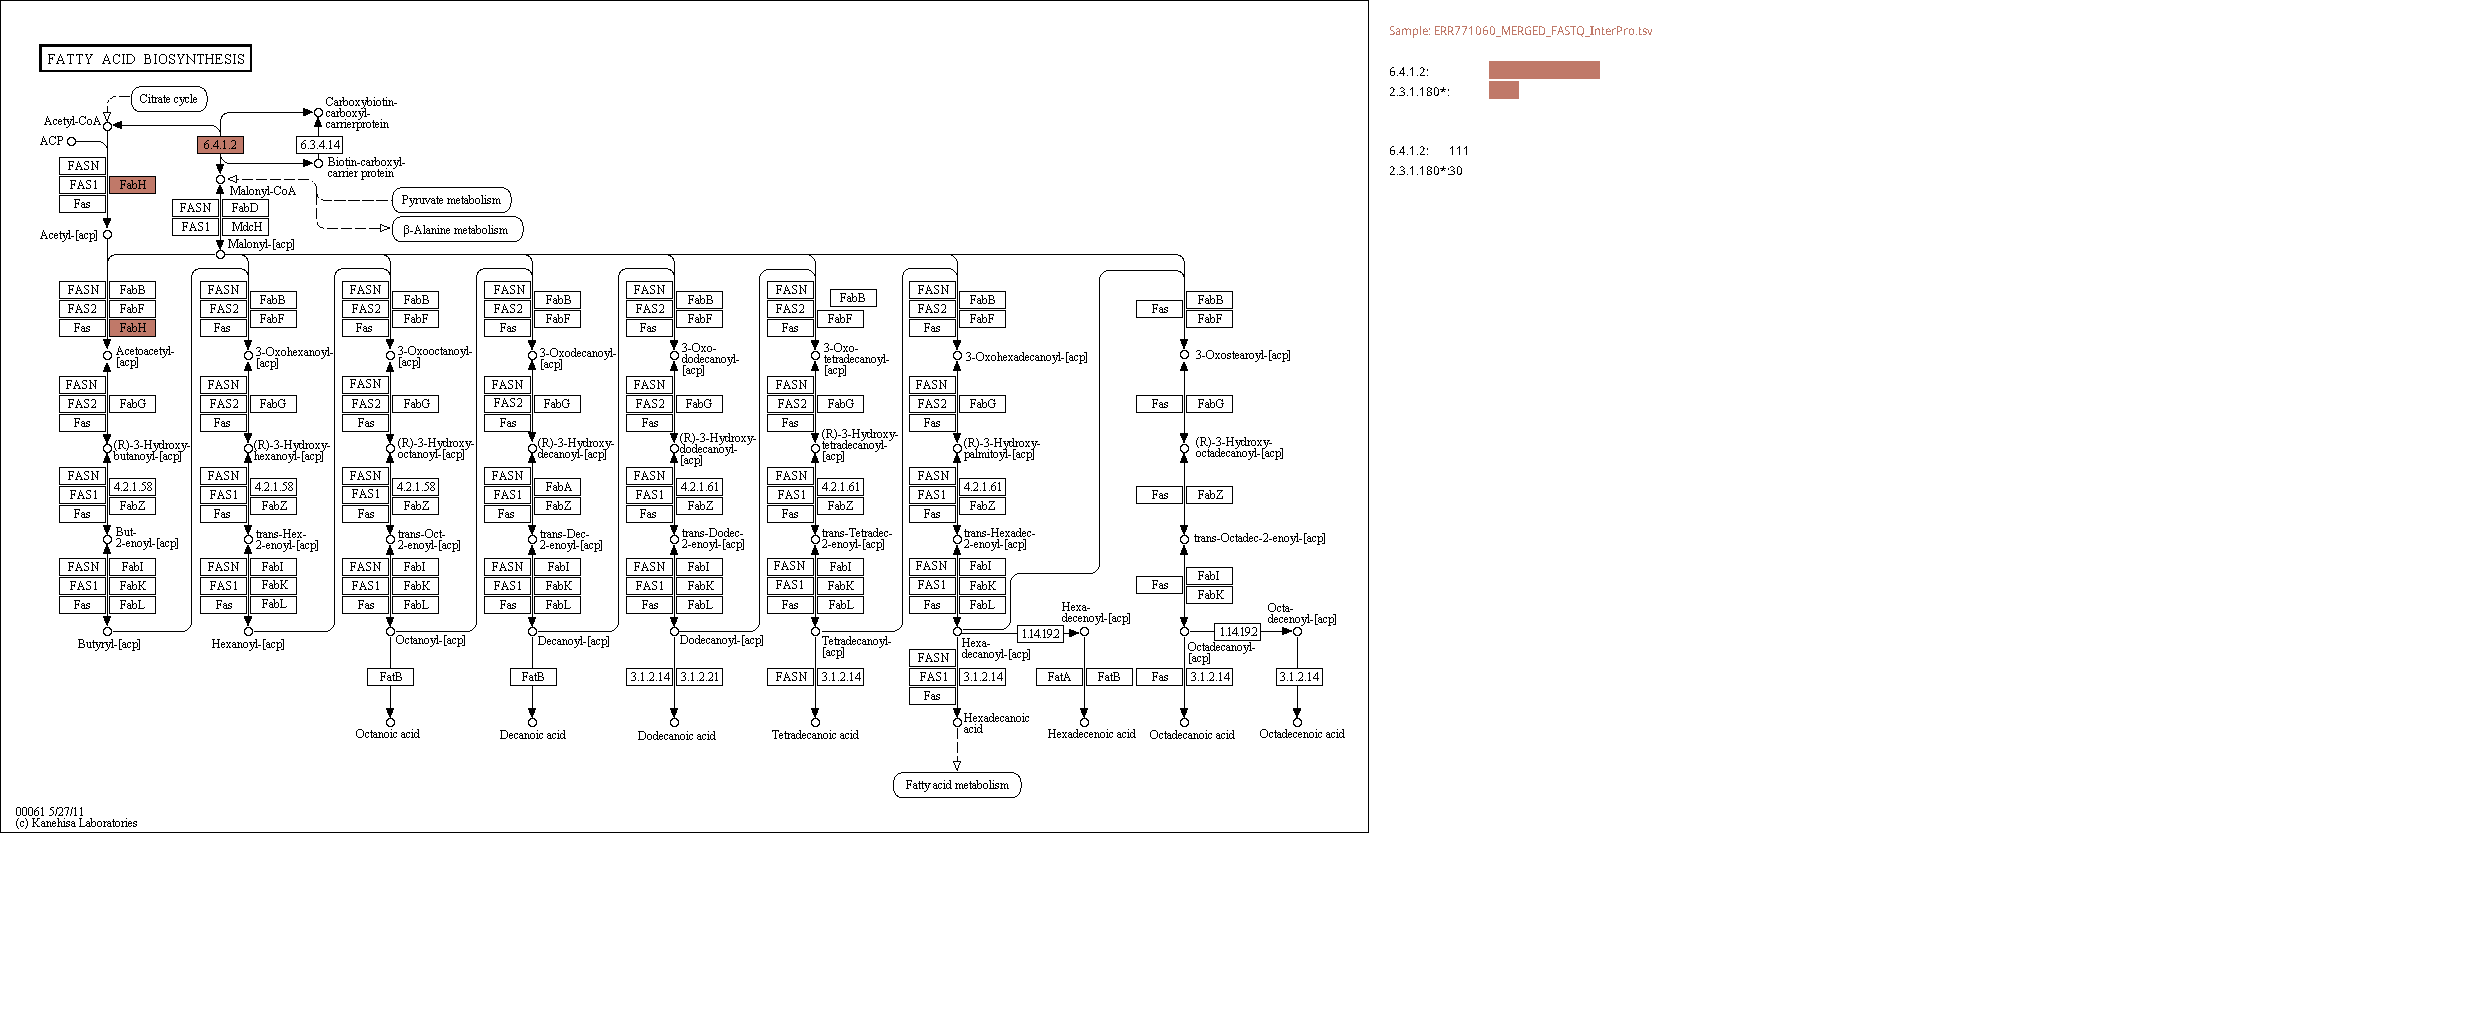 FATTY ACID BIOSYNTHESIS
Sample: ERR771060_MERGED_FASTQ_InterPro.tsv
6.4.1.2:
2.3.1.180*:
6.4.1.2: 111
2.3.1.180*:30
Citrate cycle
Carboxybiotin-
carboxyl-
carrierprotein
Acetyl-CoA
ACP
6.4.1.2
6.3.4.14
Biotin-carboxyl-
carrier protein
FASN
FAS1 FabH
Fas
Malonyl-CoA
Pyruvate metabolism
FASN FabD
FAS1 MdcH
β-Alanine metabolism
Acetyl-[acp]
Malonyl-[acp]
FASN FabB FASN FabB FASN FabB FASN FabB FASN FabB FASN FabB FASN FabB FabB
FAS2 FabF FAS2 FabF FAS2 FabF FAS2 FabF FAS2 FabF FAS2 FabF FAS2 FabF Fas FabF
Fas FabH Fas Fas Fas Fas Fas Fas
Acetoacetyl-
[acp]
3-Oxohexanoyl-
[acp]
3-Oxooctanoyl-
[acp]
3-Oxodecanoyl-
[acp]
3-Oxo-
dodecanoyl-
[acp]
3-Oxo-
tetradecanoyl-
[acp]
3-Oxohexadecanoyl-[acp]
3-Oxostearoyl-[acp]
FASN FASN FASN FASN FASN FASN FASN
FAS2 FabG FAS2 FabG FAS2 FabG FAS2 FabG FAS2 FabG FAS2 FabG FAS2 FabG Fas FabG
Fas Fas Fas Fas Fas Fas Fas
(R)-3-Hydroxy-
butanoyl-[acp]
(R)-3-Hydroxy-
hexanoyl-[acp]
(R)-3-Hydroxy-
octanoyl-[acp]
(R)-3-Hydroxy-
decanoyl-[acp]
(R)-3-Hydroxy-
dodecanoyl-
[acp]
(R)-3-Hydroxy-
tetradecanoyl-
[acp]
(R)-3-Hydroxy-
palmitoyl-[acp]
(R)-3-Hydroxy-
octadecanoyl-[acp]
FASN 4.2.1.58 FASN 4.2.1.58 FASN 4.2.1.58 FASN FabA FASN 4.2.1.61 FASN 4.2.1.61 FASN 4.2.1.61
FAS1 FabZ FAS1 FabZ FAS1 FabZ FAS1 FabZ FAS1 FabZ FAS1 FabZ FAS1 FabZ Fas FabZ
Fas Fas Fas Fas Fas Fas Fas
But-
2-enoyl-[acp]
trans-Hex-
2-enoyl-[acp]
trans-Oct-
2-enoyl-[acp]
trans-Dec-
2-enoyl-[acp]
trans-Dodec-
2-enoyl-[acp]
trans-Tetradec-
2-enoyl-[acp]
trans-Hexadec-
2-enoyl-[acp]
trans-Octadec-2-enoyl-[acp]
FASN FabI FASN FabI FASN FabI FASN FabI FASN FabI FASN FabI FASN FabI FabI
FAS1 FabK FAS1 FabK FAS1 FabK FAS1 FabK FAS1 FabK FAS1 FabK FAS1 FabK Fas FabK
Fas FabL Fas FabL Fas FabL Fas FabL Fas FabL Fas FabL Fas FabL
Hexa-
decenoyl-[acp]
Octa-
decenoyl-[acp]
1.14.19.2
1.14.19.2
Butyryl-[acp]
Hexanoyl-[acp]
Octanoyl-[acp]
Decanoyl-[acp]
Dodecanoyl-[acp]
Tetradecanoyl-
[acp]
Hexa-
decanoyl-[acp]
Octadecanoyl-
[acp]
FatB FatB 3.1.2.14 3.1.2.21 FASN 3.1.2.14
FASN
FAS1 3.1.2.14
Fas
FatA FatB Fas 3.1.2.14 3.1.2.14
Octanoic acid
Decanoic acid
Dodecanoic acid
Tetradecanoic acid
Hexadecanoic
acid
Hexadecenoic acid
Octadecanoic acid
Octadecenoic acid
Fatty acid metabolism
00061 5/27/11
(c) Kanehisa Laboratories